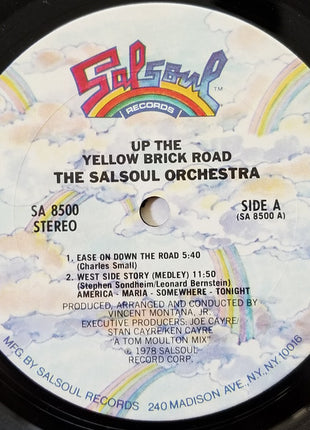 Salsoul
RECORDS
TM
UP THE
YELLOW BRICK ROAD
THE SALSOUL ORCHESTRA
SA 8500
STEREO
SIDE A
(SA 8500 A)
1. EASE ON DOWN THE ROAD 5:40
(Charles Small)
2. WEST SIDE STORY (MEDLEY) 11:50
(Stephen Sondheim/Leonard Bernstein)
AMERICA - MARIA - SOMEWHERE - TONIGHT
PRODUCED, ARRANGED AND CONDUCTED BY
VINCENT MONTANA, JR.
EXECUTIVE PRODUCERS: JOE CAYRE/
STAN CAYRE/KEN CAYRE
"A TOM MOULTON MIX"
© 1978 SALSOUL
RECORD CORP.
MFG. BY SALSOUL RECORDS 240 MADISON AVE., NY, NY 10016